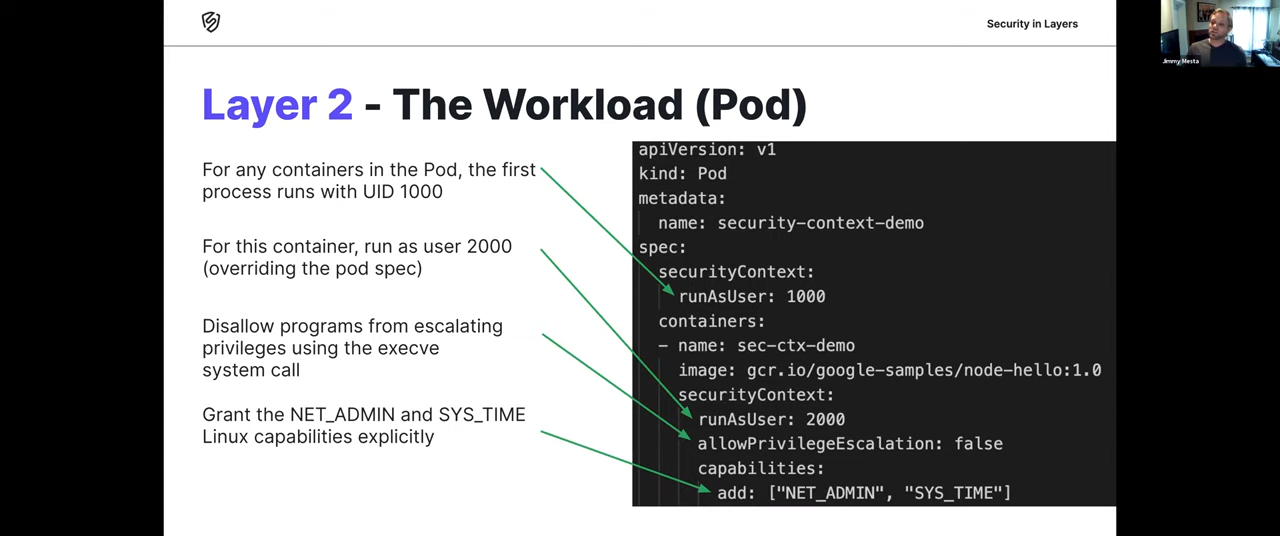 Security in Layers
Jimmy Mesta
Layer 2 - The Workload (Pod)
For any containers in the Pod, the first
process runs with UID 1000
For this container, run as user 2000
(overriding the pod spec)
Disallow programs from escalating
privileges using the execve
system call
Grant the NET_ADMIN and SYS_TIME
Linux capabilities explicitly
apiVersion: v1
kind: Pod
metadata:
name: security-context-demo
spec:
securityContext:
runAsUser: 1000
containers:
- name: sec-ctx-demo
image: gcr.io/google-samples/node-hello:1.0
securityContext:
runAsUser: 2000
allowPrivilegeEscalation: false
capabilities:
add: ["NET_ADMIN", "SYS_TIME"]